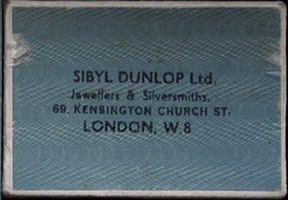 SIBYL DUNLOP Ltd.
Jewellers & Silversmiths,
69, KENSINGTON CHURCH ST.
LONDON, W.8